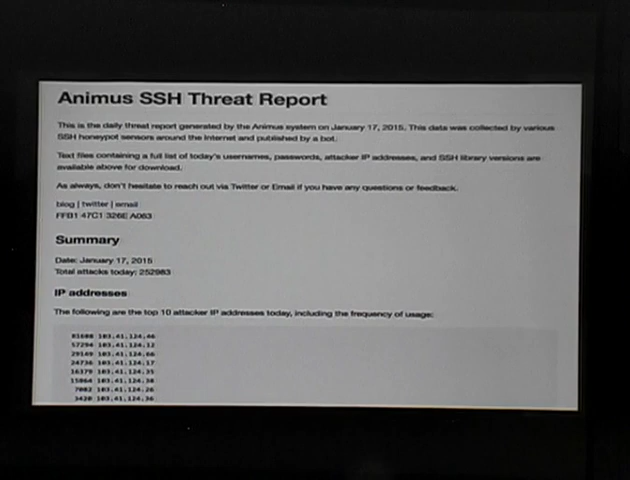 Animus SSH Threat Report
This is the daily threat report generated by the Animus system on January 17, 2015. This data was collected by various
SSH honeypot sensors around the Internet and published by a bot.
Text files containing a full list of today's usernames, passwords, attacker IP addresses, and SSH library versions are
available above for download.
As always, don't hesitate to reach out via Twitter or Email if you have any questions or feedback.
blog | twitter | email
FFB1 47C1 326E A063
Summary
Date: January 17, 2015
Total attacks today: 252983
IP addresses
The following are the top 10 attacker IP addresses today, including the frequency of usage:
103.41.124.46
57294 103.41.124.12
29149 103.41.124.66
24736 103.41.124.17
16379 103.41.124.35
15064 103.41.124.38
7082 103.41.124.26
3420 103.41.124.36